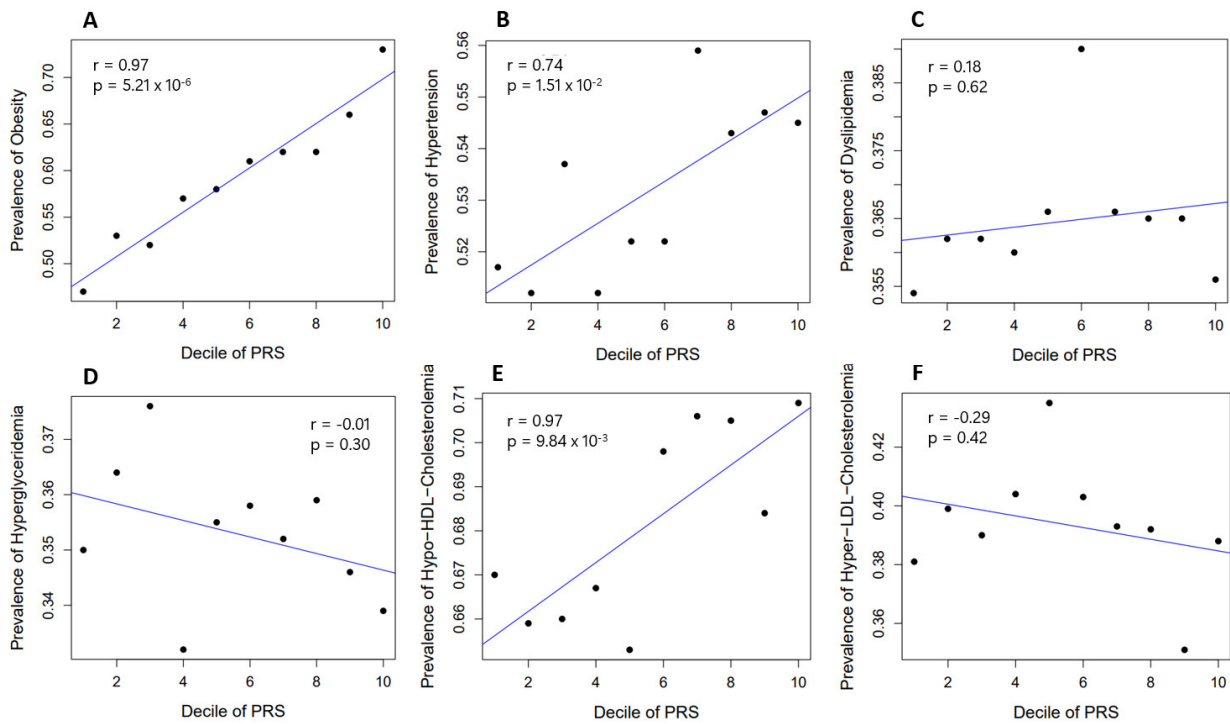 A
r = 0.97
p = 5.21 x 10-6
Prevalence of Obesity
0.50 0.55 0.60 0.65 0.70
2 4 6 8 10
Decile of PRS
B
r = 0.74
p = 1.51 x 10-2
Prevalence of Hypertension
0.52 0.53 0.54 0.55 0.56
2 4 6 8 10
Decile of PRS
C
r = 0.18
p = 0.62
Prevalence of Dyslipidemia
0.355 0.365 0.375 0.385
2 4 6 8 10
Decile of PRS
D
r = -0.01
p = 0.30
Prevalence of Hyperglyceridemia
0.34 0.35 0.36 0.37
2 4 6 8 10
Decile of PRS
E
r = 0.97
p = 9.84 x 10-3
Prevalence of Hypo−HDL−Cholesterolemia
0.66 0.67 0.68 0.69 0.70 0.71
2 4 6 8 10
Decile of PRS
F
r = -0.29
p = 0.42
Prevalence of Hyper−LDL−Cholesterolemia
0.36 0.38 0.40 0.42
2 4 6 8 10
Decile of PRS